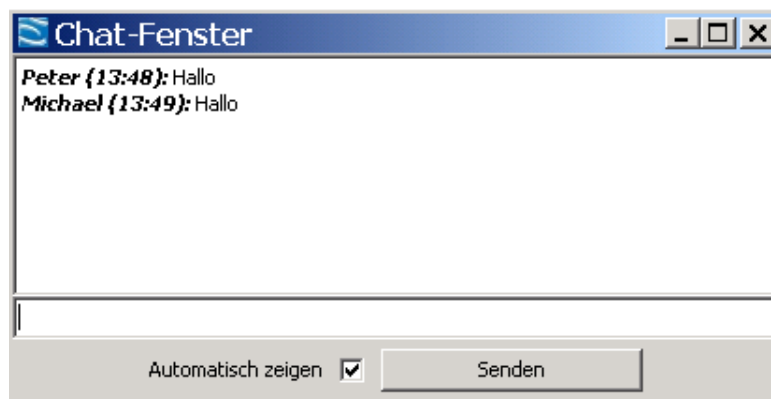 Chat-Fenster
Peter (13:48): Hallo
Michael (13:49): Hallo
Automatisch zeigen
Senden